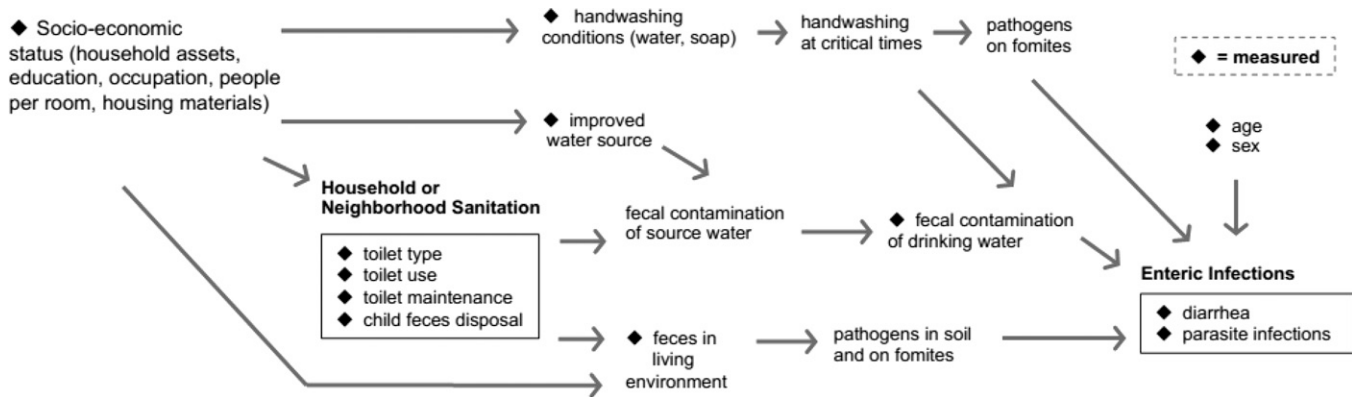 ◆ Socio-economic
status (household assets,
education, occupation, people
per room, housing materials)
◆ handwashing
conditions (water, soap)
handwashing
at critical times
pathogens
on fomites
◆ = measured
◆ improved
water source
◆ age
◆ sex
Household or
Neighborhood Sanitation
◆ toilet type
◆ toilet use
◆ toilet maintenance
◆ child feces disposal
fecal contamination
of source water
◆ fecal contamination
of drinking water
Enteric Infections
◆ diarrhea
◆ parasite infections
◆ feces in
living
environment
pathogens in soil
and on fomites